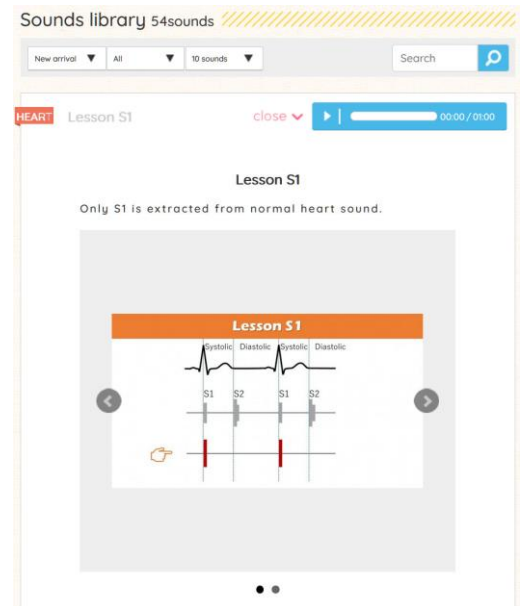 Sounds library 54sounds
New arrival ▼ All ▼ 10 sounds ▼ Search
HEART Lesson S1 close 00:00/01:00
Lesson S1
Only S1 is extracted from normal heart sound.
Lesson S1
Systolic Diastolic Systolic Diastolic
S1 S2 S1 S2